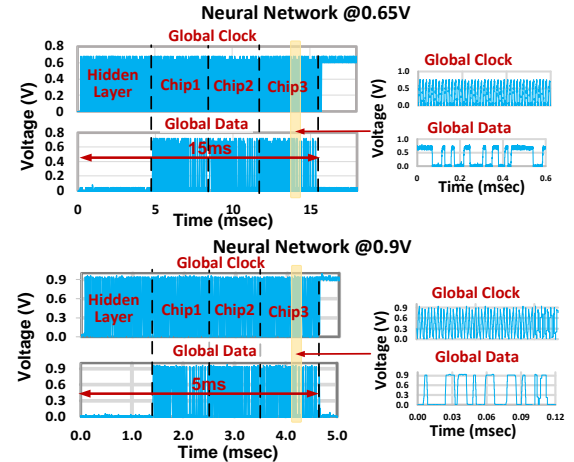 Neural Network @0.65V
Global Clock
0.8
0.6
0.4
0.2
0
Hidden
Layer
Chip1
Chip2
Chip3
Global Data
0.8
0.6
0.4
0.2
0
15ms
Voltage (V)
0 5 10 15
Time (msec)
Global Clock
1.0
0.5
0.0
Global Data
1.0
0.5
0.0
Voltage (V)
0 0.2 0.4 0.6
Time (msec)
Neural Network @0.9V
Global Clock
0.9
0.6
0.3
0.0
Hidden
Layer
Chip1
Chip2
Chip3
Global Data
0.9
0.6
0.3
0.0
5ms
Voltage (V)
0.0 1.0 2.0 3.0 4.0 5.0
Time (msec)
Global Clock
0.9
0.6
0.3
0.0
Global Data
0.9
0.6
0.3
0.0
Voltage (V)
0.00 0.03 0.06 0.09 0.12
Time (msec)